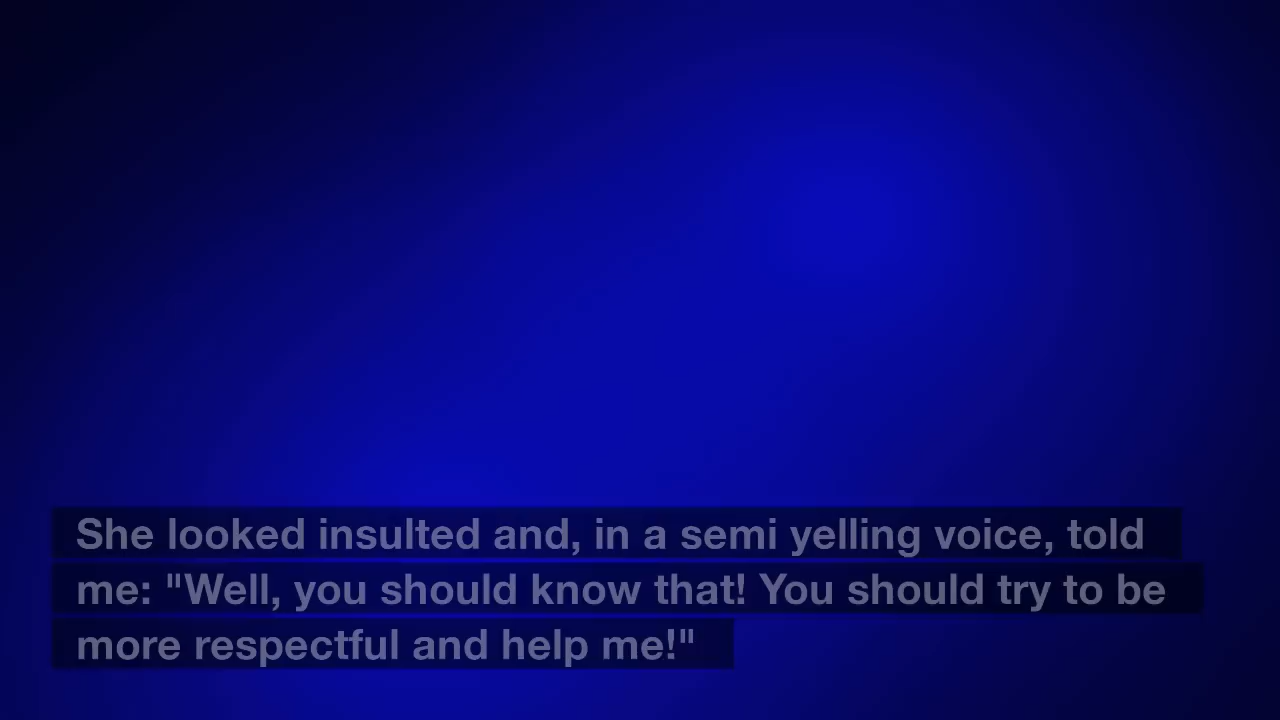 She looked insulted and, in a semi yelling voice, told
me: "Well, you should know that! You should try to be
more respectful and help me!"